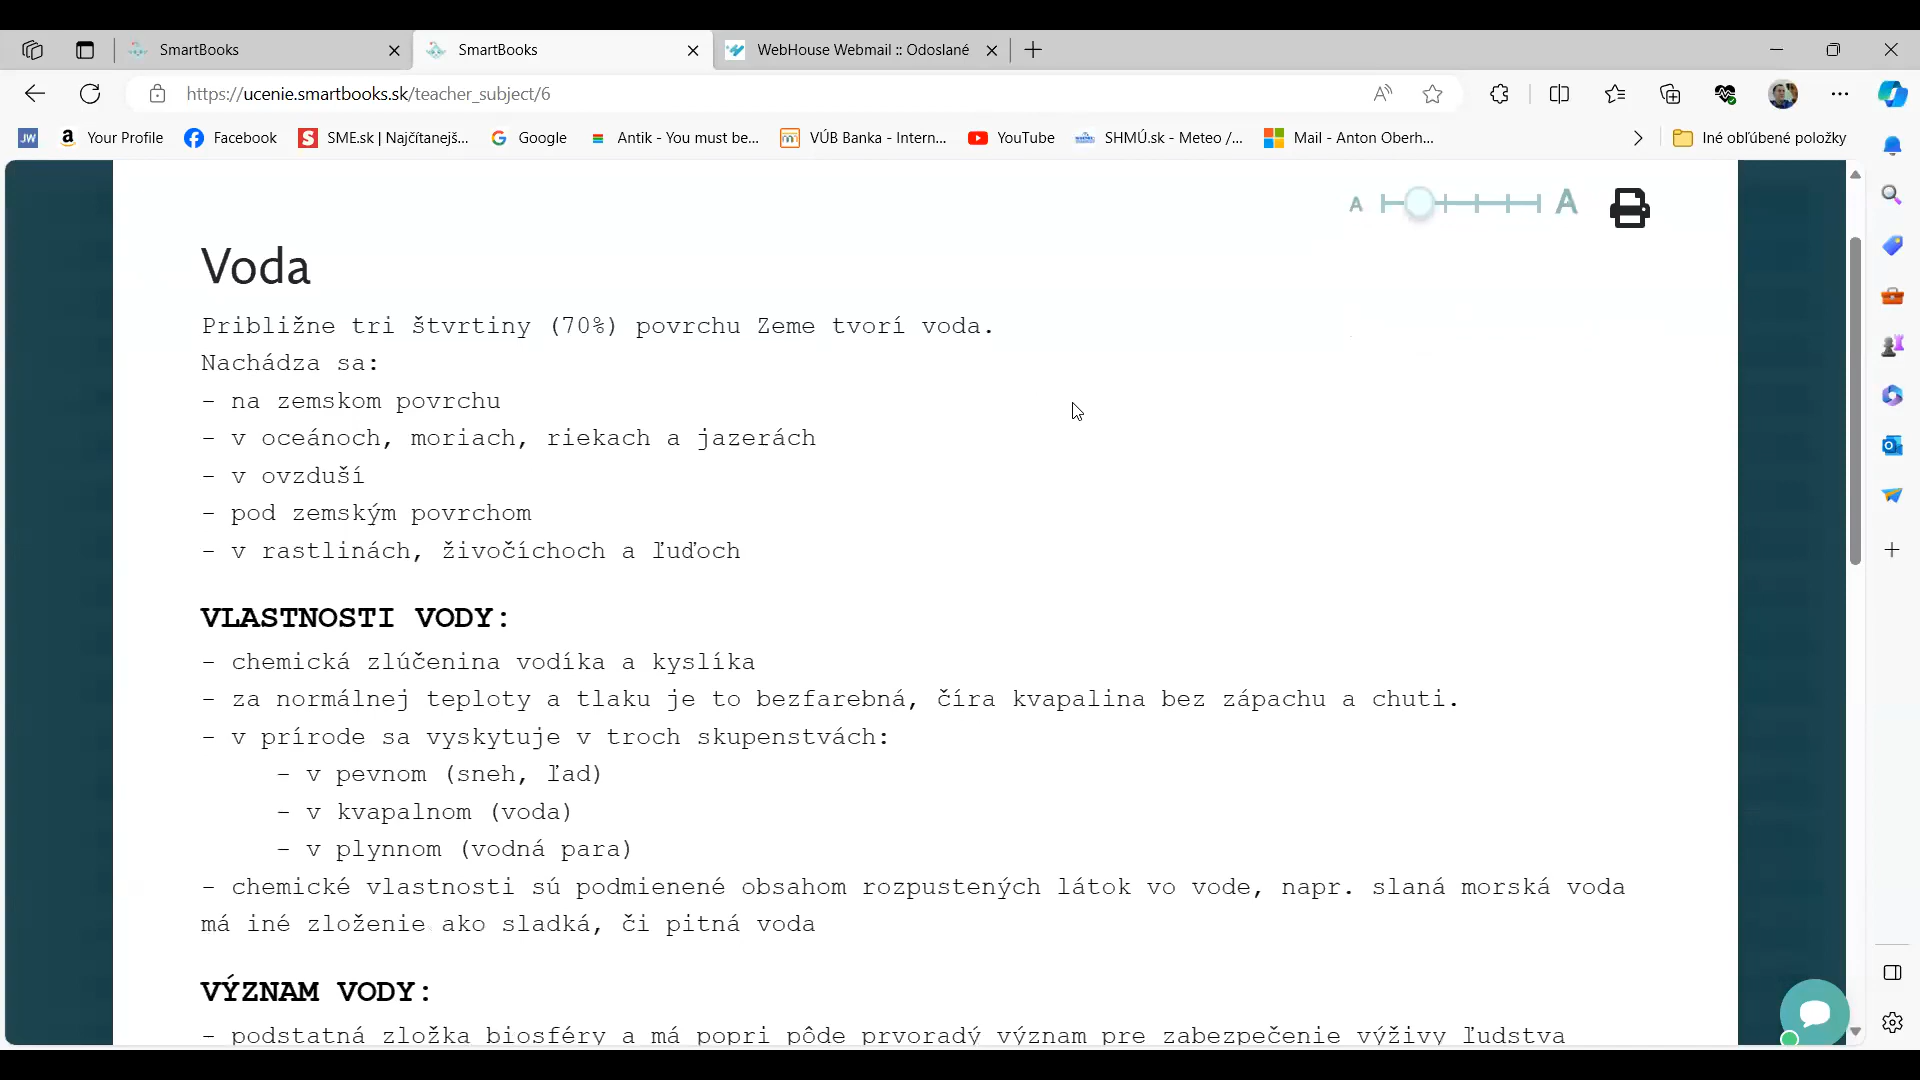 SmartBooks
SmartBooks
WebHouse Webmail :: Odoslané
https://ucenie.smartbooks.sk/teacher_subject/6
JW
Your Profile
Facebook
SME.sk | Najčítanejš...
Google
Antik - You must be...
VÚB Banka - Intern...
YouTube
SHMÚ.sk - Meteo /...
Mail - Anton Oberh...
Iné obľúbené položky
A A
Voda
Približne tri štvrtiny (70%) povrchu Zeme tvorí voda.
Nachádza sa:
- na zemskom povrchu
- v oceánoch, moriach, riekach a jazerách
- v ovzduší
- pod zemským povrchom
- v rastlinách, živočíchoch a ľuďoch
VLASTNOSTI VODY:
- chemická zlúčenina vodíka a kyslíka
- za normálnej teploty a tlaku je to bezfarebná, číra kvapalina bez zápachu a chuti.
- v prírode sa vyskytuje v troch skupenstvách:
- v pevnom (sneh, ľad)
- v kvapalnom (voda)
- v plynnom (vodná para)
- chemické vlastnosti sú podmienené obsahom rozpustených látok vo vode, napr. slaná morská voda
má iné zloženie ako sladká, či pitná voda
VÝZNAM VODY:
- podstatná zložka biosféry a má popri pôde prvoradý význam pre zabezpečenie výživy ľudstva